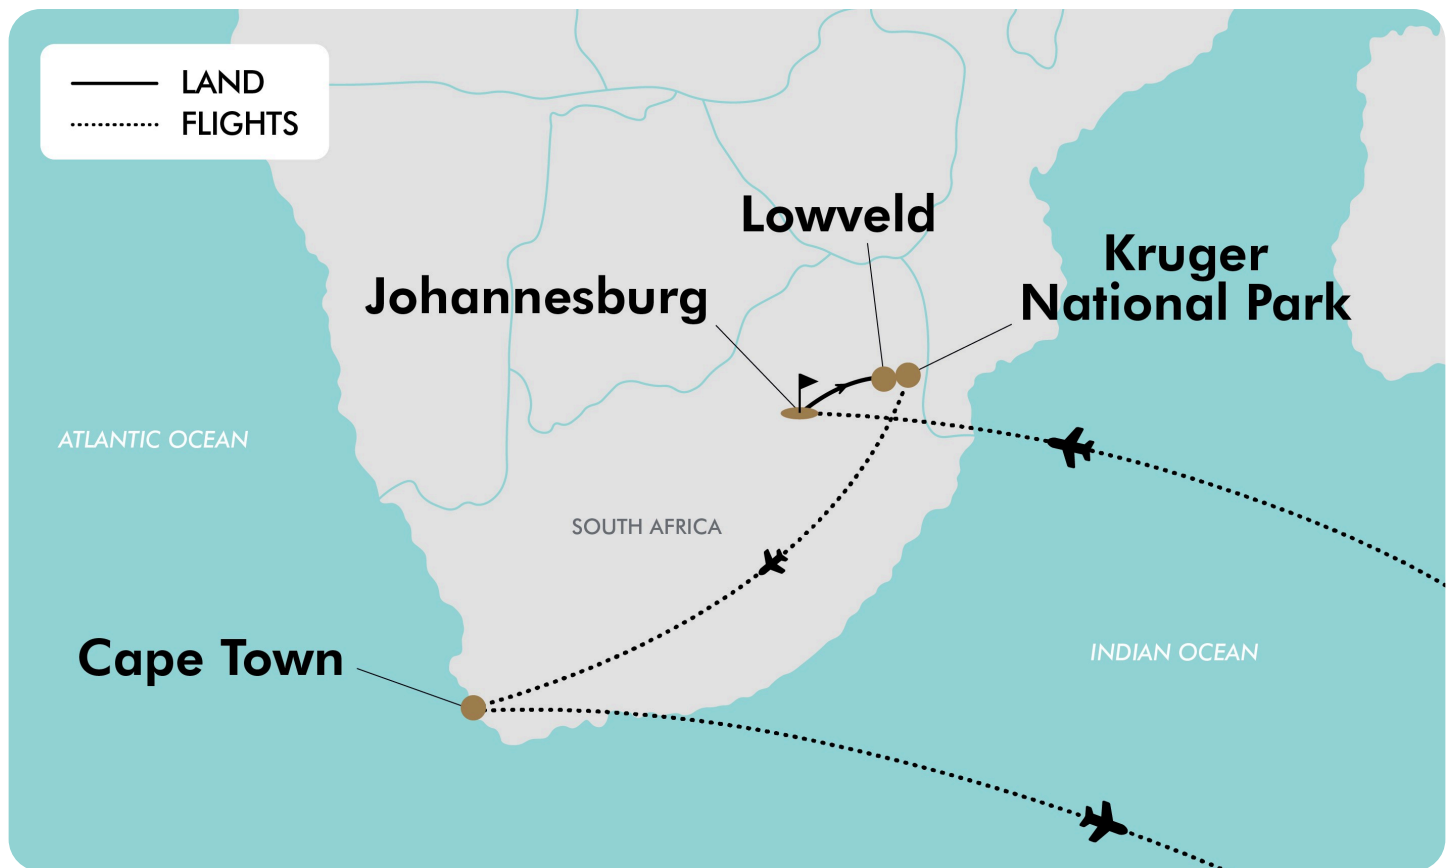 LAND
FLIGHTS
Lowveld
Kruger
National Park
Johannesburg
ATLANTIC OCEAN
SOUTH AFRICA
Cape Town
INDIAN OCEAN